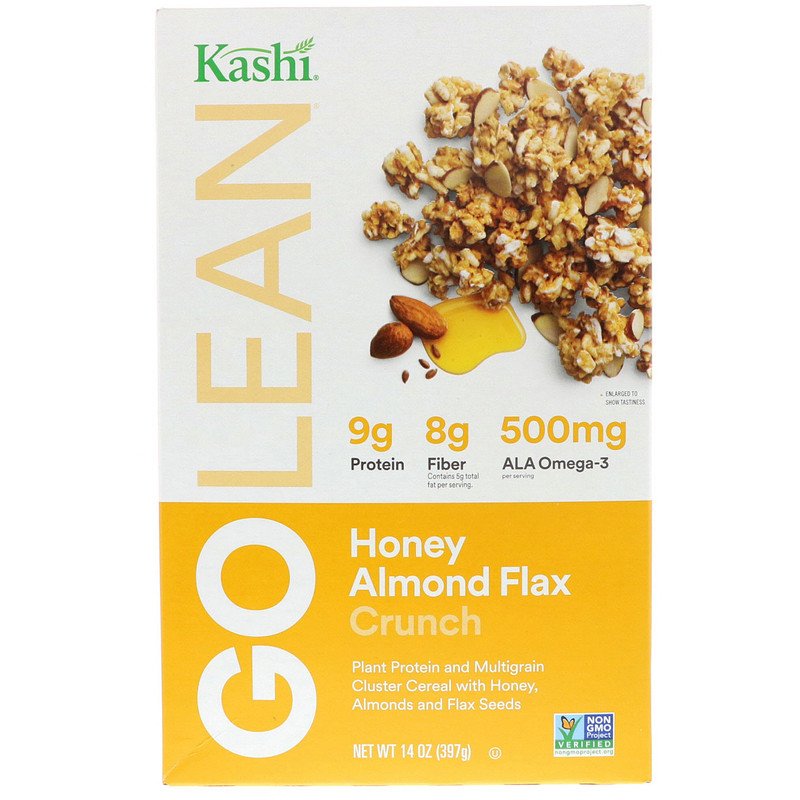 Kashi®
GO LEAN®
ENLARGED TO
SHOW TASTINESS
9g
Protein
8g
Fiber
Contains 5g total
fat per serving.
500mg
ALA Omega-3
per serving
Honey
Almond Flax
Crunch
Plant Protein and Multigrain
Cluster Cereal with Honey,
Almonds and Flax Seeds
NET WT 14 OZ (397g)
U
NON
GMO
Project
VERIFIED
nongmoproject.org